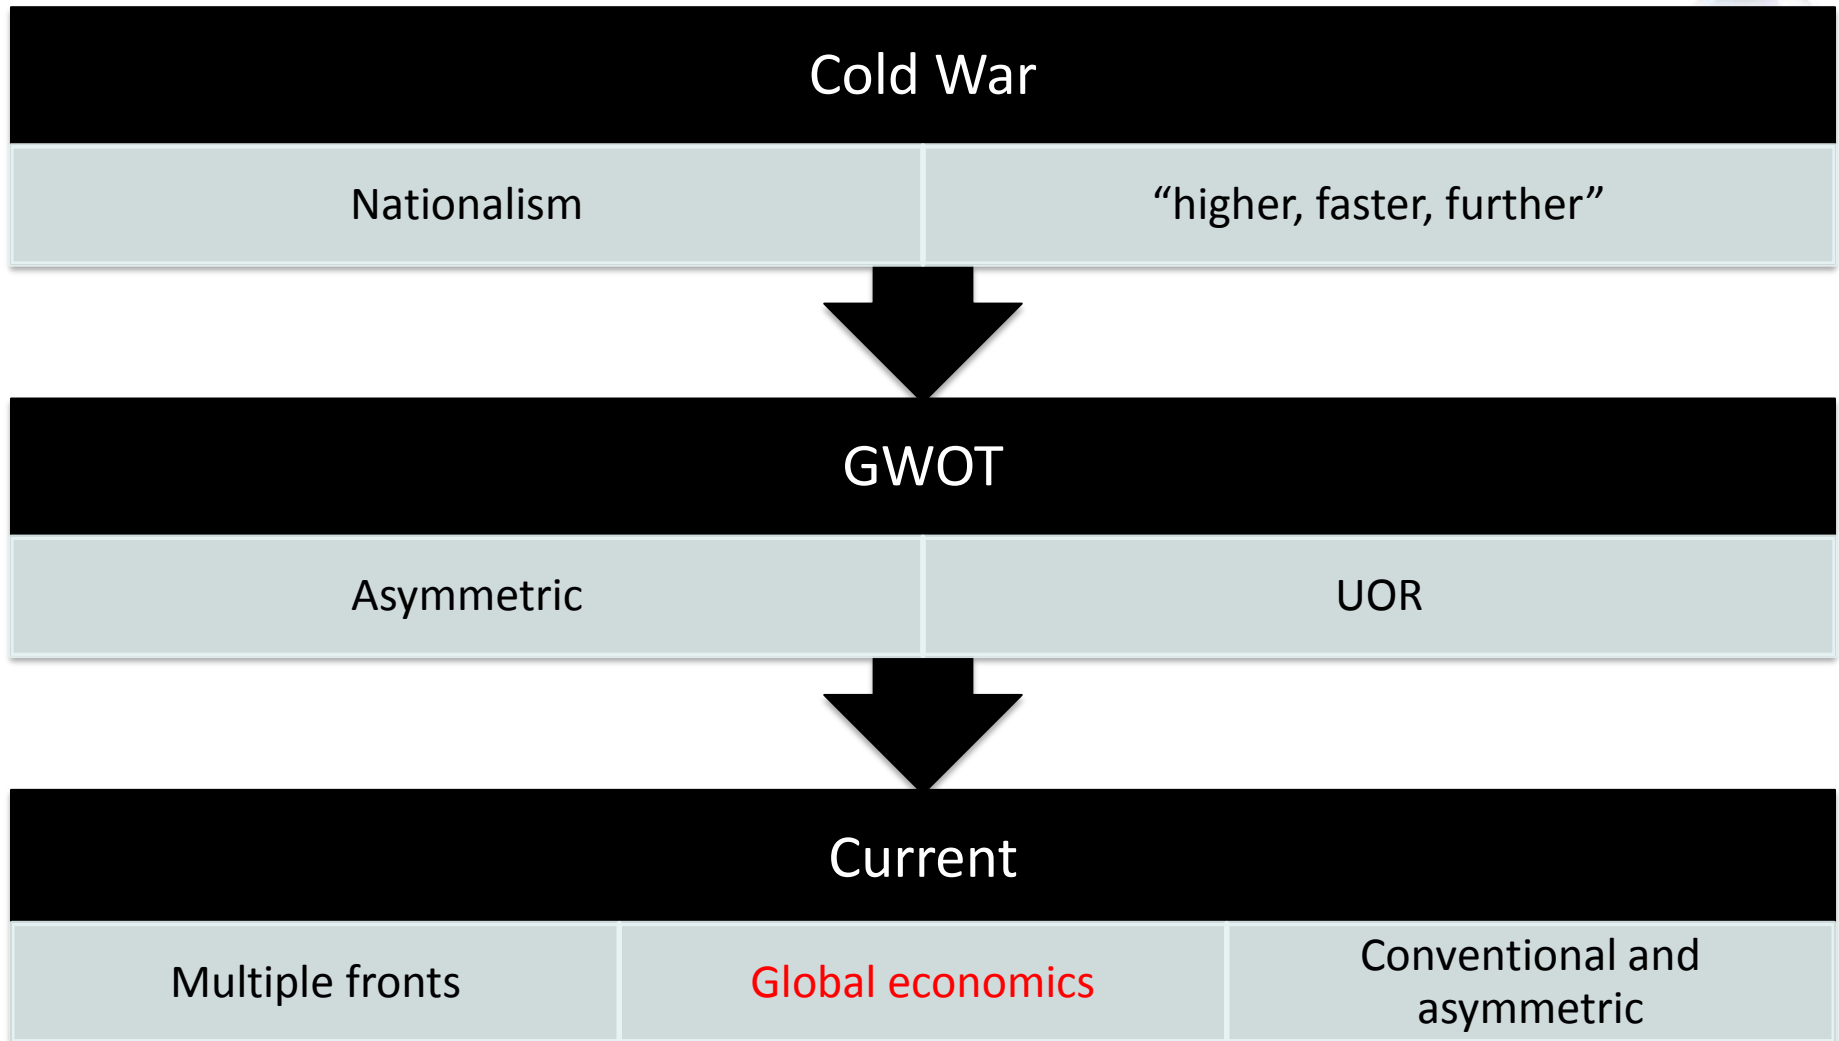 Cold War
Nationalism
“higher, faster, further”
GWOT
Asymmetric
UOR
Current
Multiple fronts
Global economics
Conventional and
asymmetric